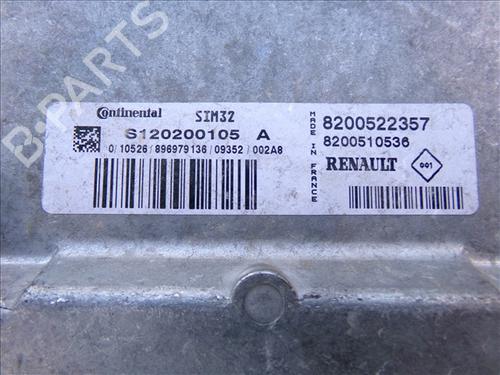 B-PARTS
Continental SIM32
S120200105 A
0/10526/896979136/09352/002A8
MADE IN FRANCE
8200522357
8200510536
RENAULT
001